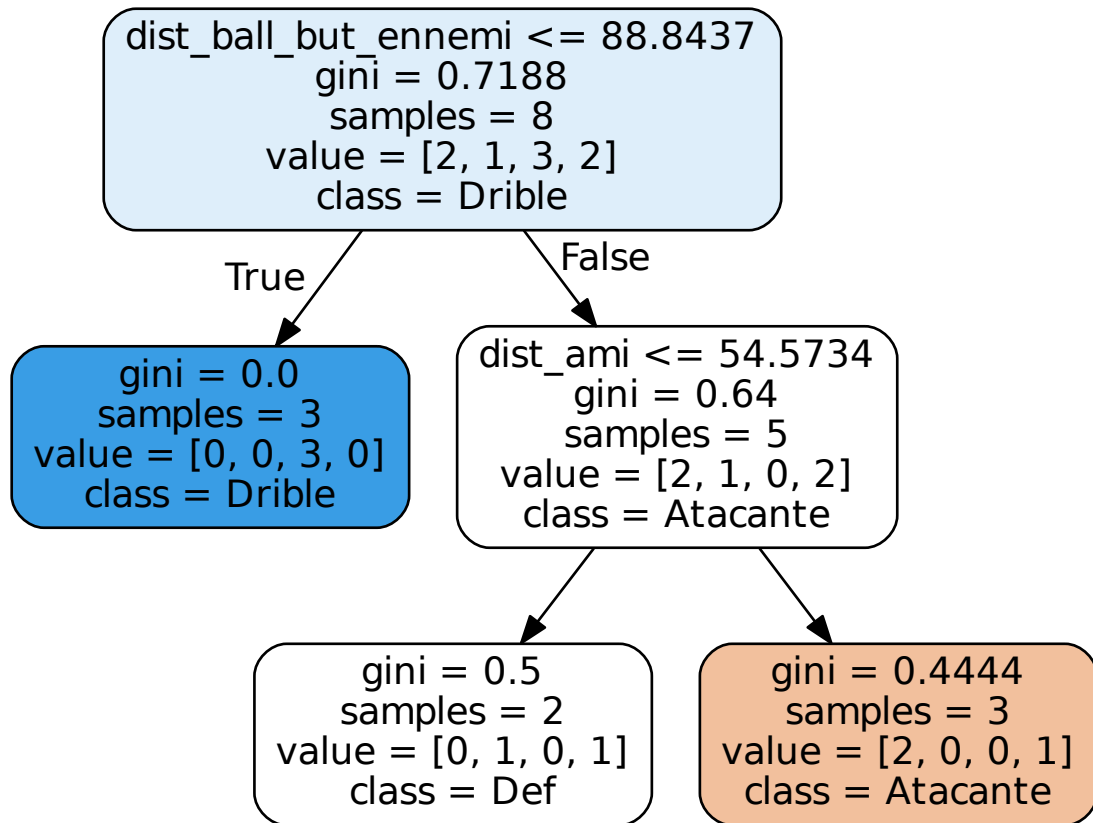 dist_ball_but_ennemi <= 88.8437
gini = 0.7188
samples = 8
value = [2, 1, 3, 2]
class = Drible
True
False
gini = 0.0
samples = 3
value = [0, 0, 3, 0]
class = Drible
dist_ami <= 54.5734
gini = 0.64
samples = 5
value = [2, 1, 0, 2]
class = Atacante
gini = 0.5
samples = 2
value = [0, 1, 0, 1]
class = Def
gini = 0.4444
samples = 3
value = [2, 0, 0, 1]
class = Atacante